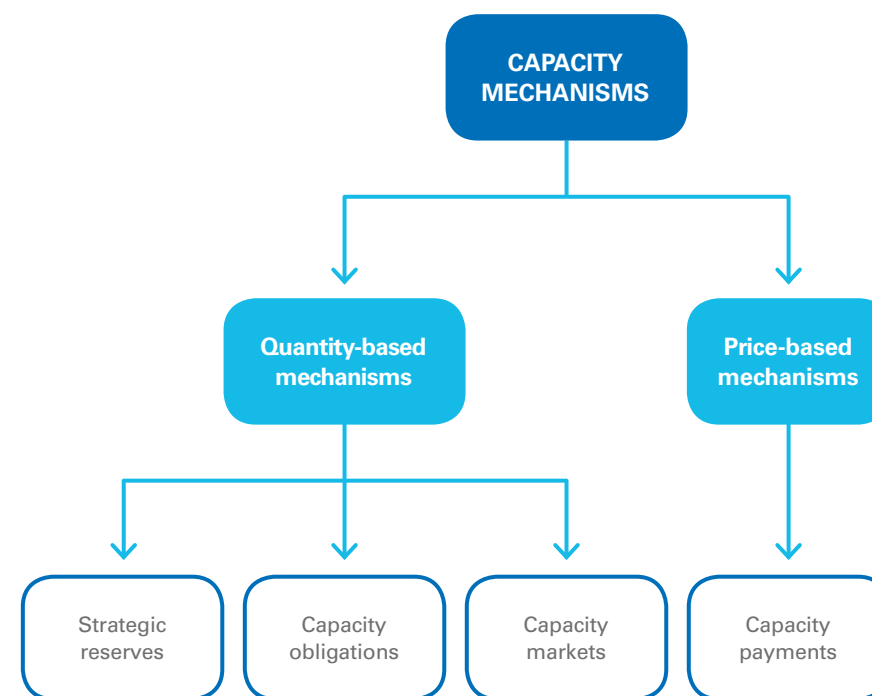 CAPACITY
MECHANISMS
Quantity-based
mechanisms
Price-based
mechanisms
Strategic
reserves
Capacity
obligations
Capacity
markets
Capacity
payments